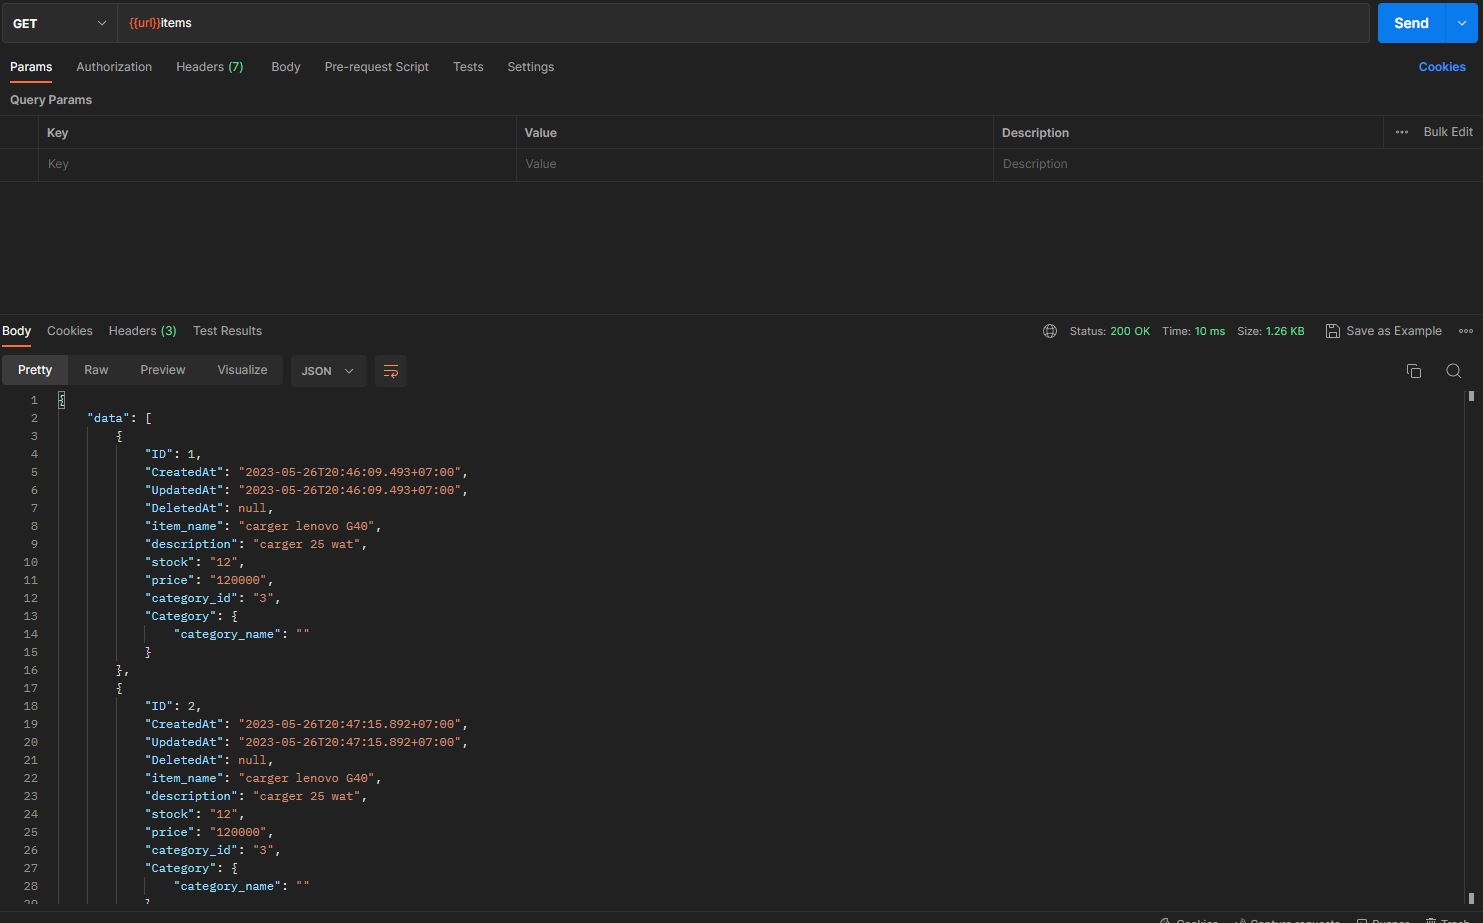 GET {{url}}items Send
Params Authorization Headers (7) Body Pre-request Script Tests Settings Cookies
Query Params
Key Value Description ••• Bulk Edit
Key Value Description
Body Cookies Headers (3) Test Results Status: 200 OK Time: 10 ms Size: 1.26 KB Save as Example
Pretty Raw Preview Visualize JSON
1 {
2 "data": [
3 {
4 "ID": 1,
5 "CreatedAt": "2023-05-26T20:46:09.493+07:00",
6 "UpdatedAt": "2023-05-26T20:46:09.493+07:00",
7 "DeletedAt": null,
8 "item_name": "carger lenovo G40",
9 "description": "carger 25 wat",
10 "stock": "12",
11 "price": "120000",
12 "category_id": "3",
13 "Category": {
14 "category_name": ""
15 }
16 },
17 {
18 "ID": 2,
19 "CreatedAt": "2023-05-26T20:47:15.892+07:00",
20 "UpdatedAt": "2023-05-26T20:47:15.892+07:00",
21 "DeletedAt": null,
22 "item_name": "carger lenovo G40",
23 "description": "carger 25 wat",
24 "stock": "12",
25 "price": "120000",
26 "category_id": "3",
27 "Category": {
28 "category_name": ""
29 }
Cookies Capture requests Runner Trash